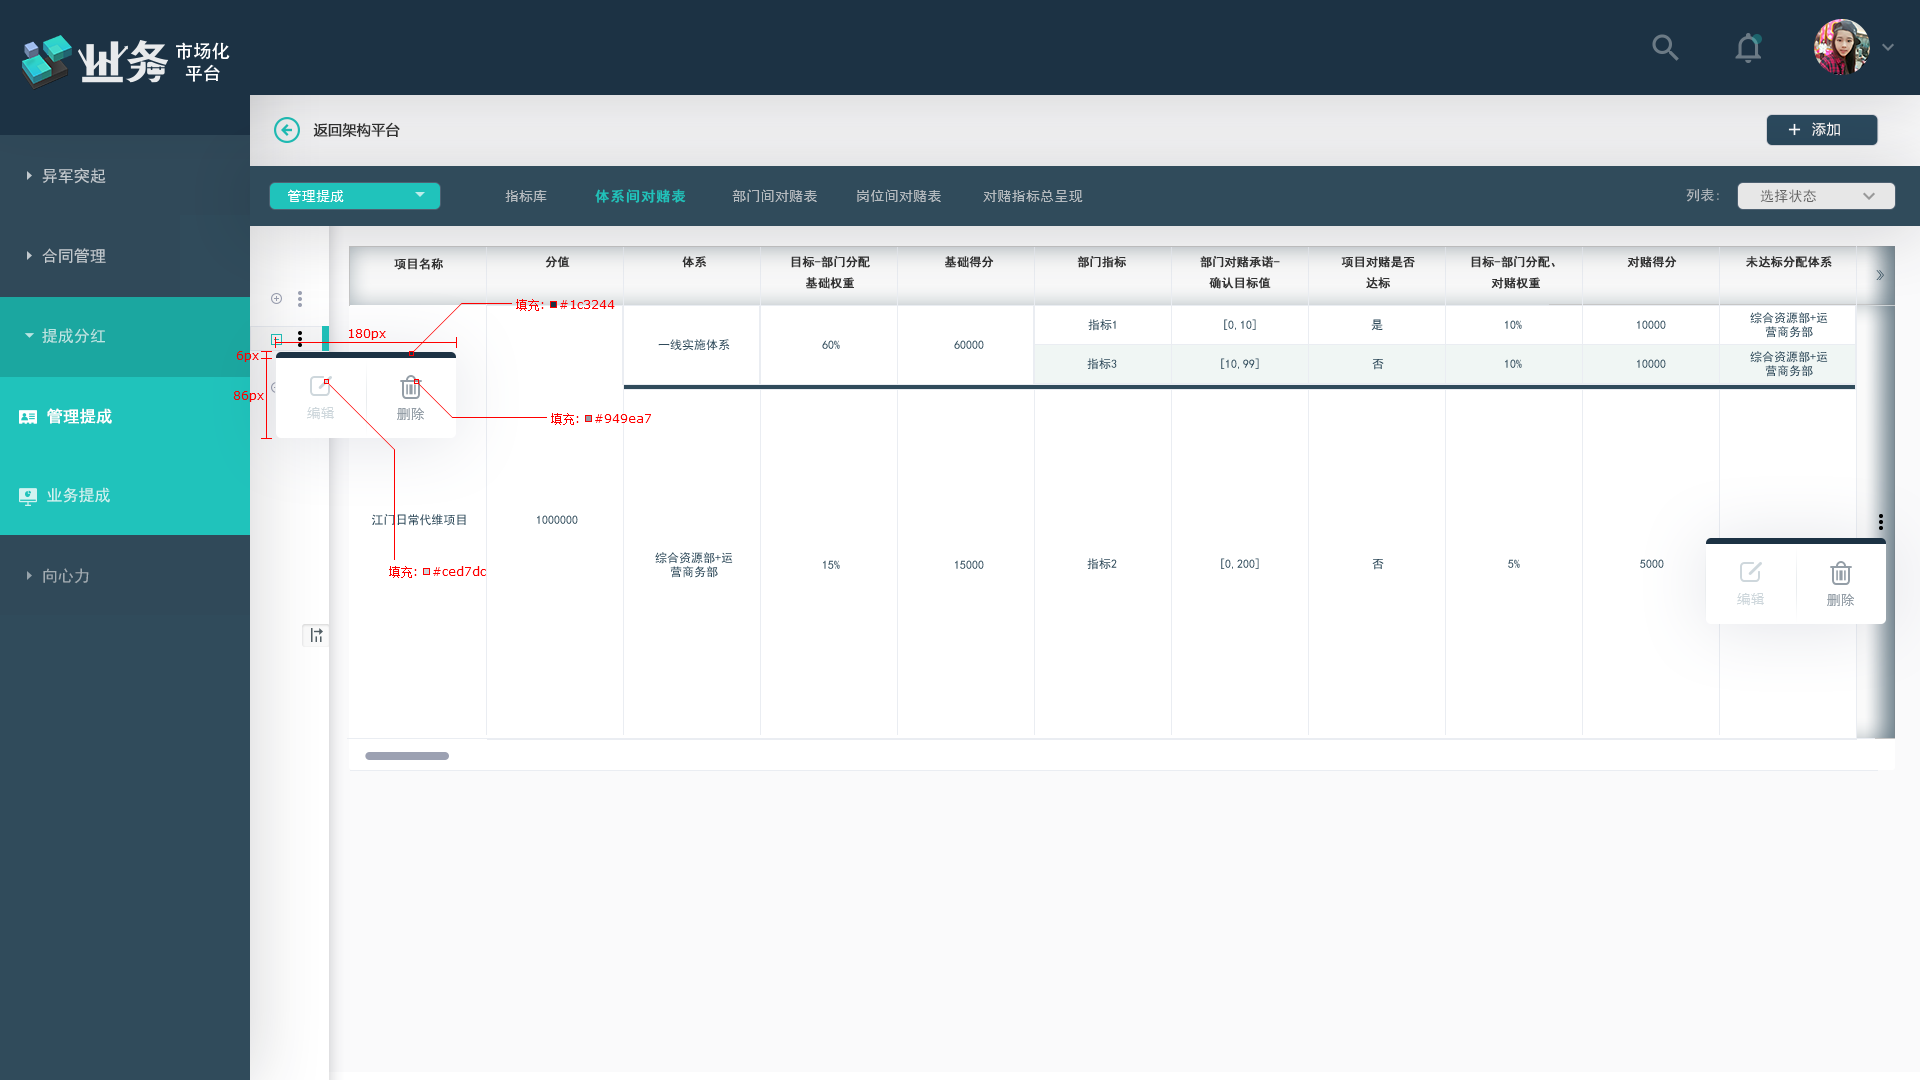 业务 市场化
平台
返回架构平台
+ 添加
管理提成
指标库
体系间对赌表
部门间对赌表
岗位间对赌表
对赌指标总呈现
列表:
选择状态
异军突起
合同管理
提成分红
管理提成
业务提成
向心力
项目名称
分值
体系
目标-部门分配
基础权重
基础得分
部门指标
部门对赌承诺-
确认目标值
项目对赌是否
达标
目标-部门分配、
对赌权重
对赌得分
未达标分配体系
填充: #1c3244
180px
6px
86px
编辑
删除
填充: #949ea7
填充: #ced7dc
江门日常代维项目
1000000
一线实施体系
60%
60000
指标1
[0,10]
是
10%
10000
综合资源部+运
营商务部
指标3
[10,99]
否
10%
10000
综合资源部+运
营商务部
综合资源部+运
营商务部
15%
15000
指标2
[0,200]
否
5%
5000
编辑
删除